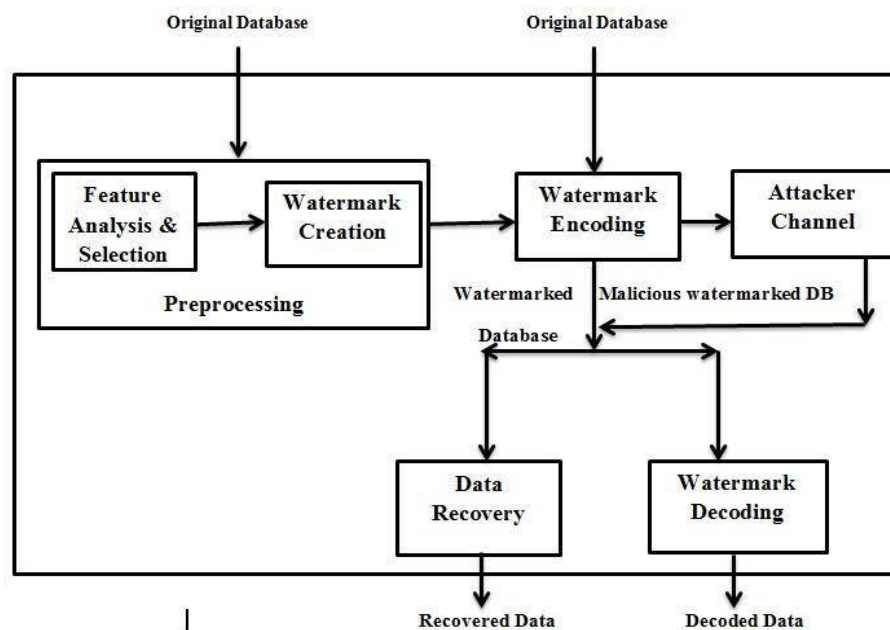 Original Database
Original Database
Feature
Analysis &
Selection
Watermark
Creation
Preprocessing
Watermark
Encoding
Attacker
Channel
Watermarked
Database
Malicious watermarked DB
Data
Recovery
Watermark
Decoding
Recovered Data
Decoded Data